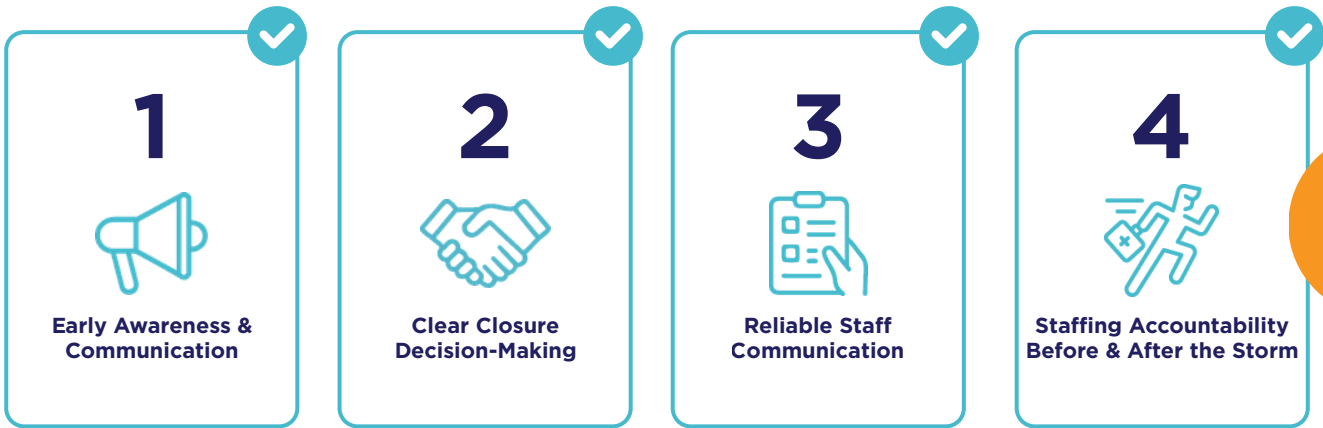 1
Early Awareness &
Communication
2
Clear Closure
Decision-Making
3
Reliable Staff
Communication
4
Staffing Accountability
Before & After the Storm